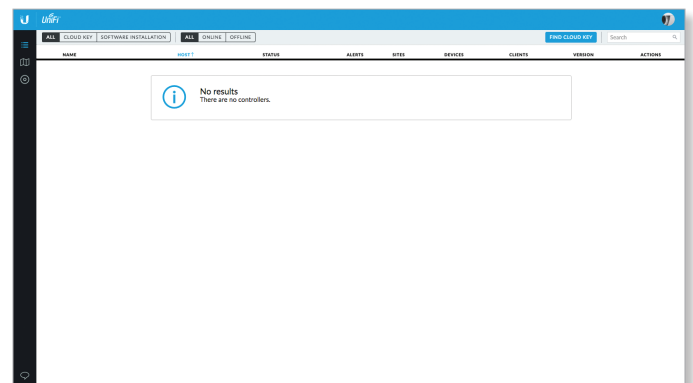 U UniFi
ALL CLOUD KEY SOFTWARE INSTALLATION ALL ONLINE OFFLINE FIND CLOUD KEY Search
NAME HOST↑ STATUS ALERTS SITES DEVICES CLIENTS VERSION ACTIONS
No results
There are no controllers.